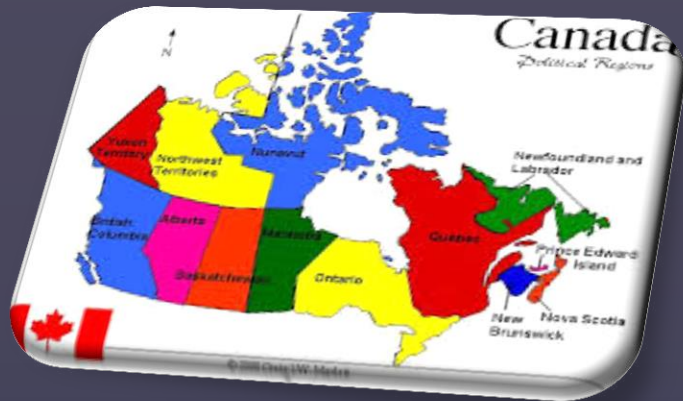 Canada
Political Regions
N
Yukon
Territory
Northwest
Territories
Nunavut
Newfoundland and
Labrador
British
Columbia
Alberta
Saskatchewan
Manitoba
Ontario
Quebec
Prince Edward
Island
Nova Scotia
New
Brunswick